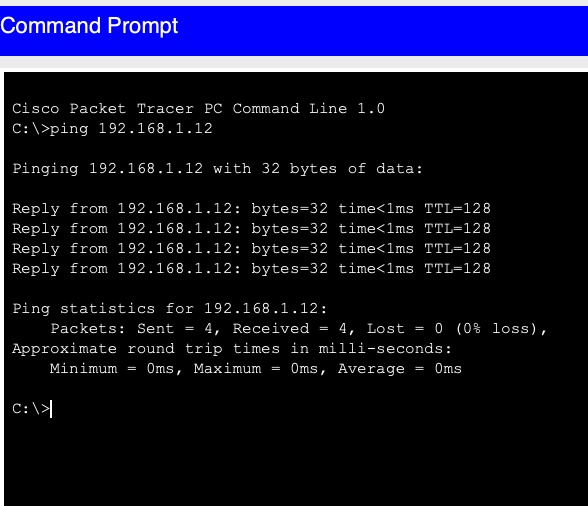 Command Prompt
Cisco Packet Tracer PC Command Line 1.0
C:\>ping 192.168.1.12
Pinging 192.168.1.12 with 32 bytes of data:
Reply from 192.168.1.12: bytes=32 time<1ms TTL=128
Reply from 192.168.1.12: bytes=32 time<1ms TTL=128
Reply from 192.168.1.12: bytes=32 time<1ms TTL=128
Reply from 192.168.1.12: bytes=32 time<1ms TTL=128
Ping statistics for 192.168.1.12:
    Packets: Sent = 4, Received = 4, Lost = 0 (0% loss),
Approximate round trip times in milli-seconds:
    Minimum = 0ms, Maximum = 0ms, Average = 0ms
C:\>